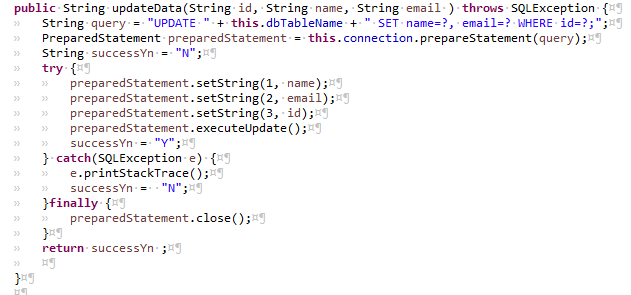 public String updateData(String id, String name, String email ) throws SQLException {
String query = "UPDATE " + this.dbTableName + " SET name=?, email=? WHERE id=?;";
PreparedStatement preparedStatement = this.connection.prepareStatement(query);
String successYn = "N";
try {
preparedStatement.setString(1, name);
preparedStatement.setString(2, email);
preparedStatement.setString(3, id);
preparedStatement.executeUpdate();
successYn = "Y";
} catch(SQLException e) {
e.printStackTrace();
successYn =  "N";
}finally {
preparedStatement.close();
}
return successYn ;
}